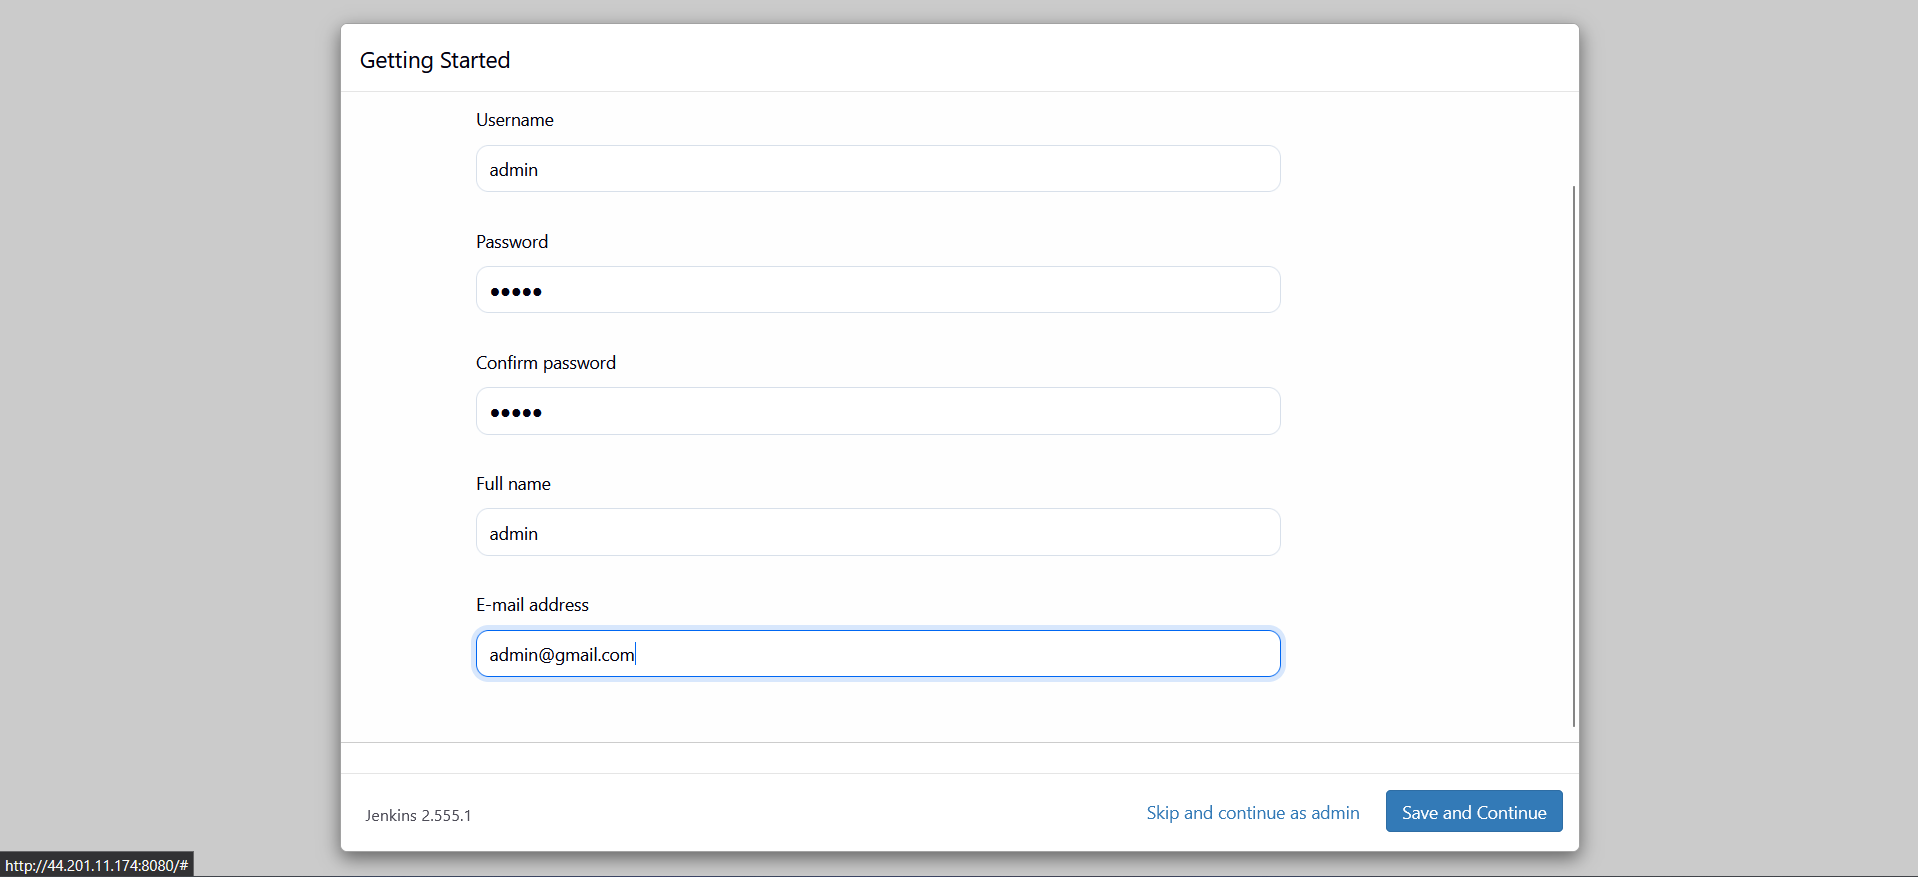 Getting Started
Username
admin
Password
•••••
Confirm password
•••••
Full name
admin
E-mail address
admin@gmail.com
Jenkins 2.555.1
Skip and continue as admin
Save and Continue
http://44.201.11.174:8080/#